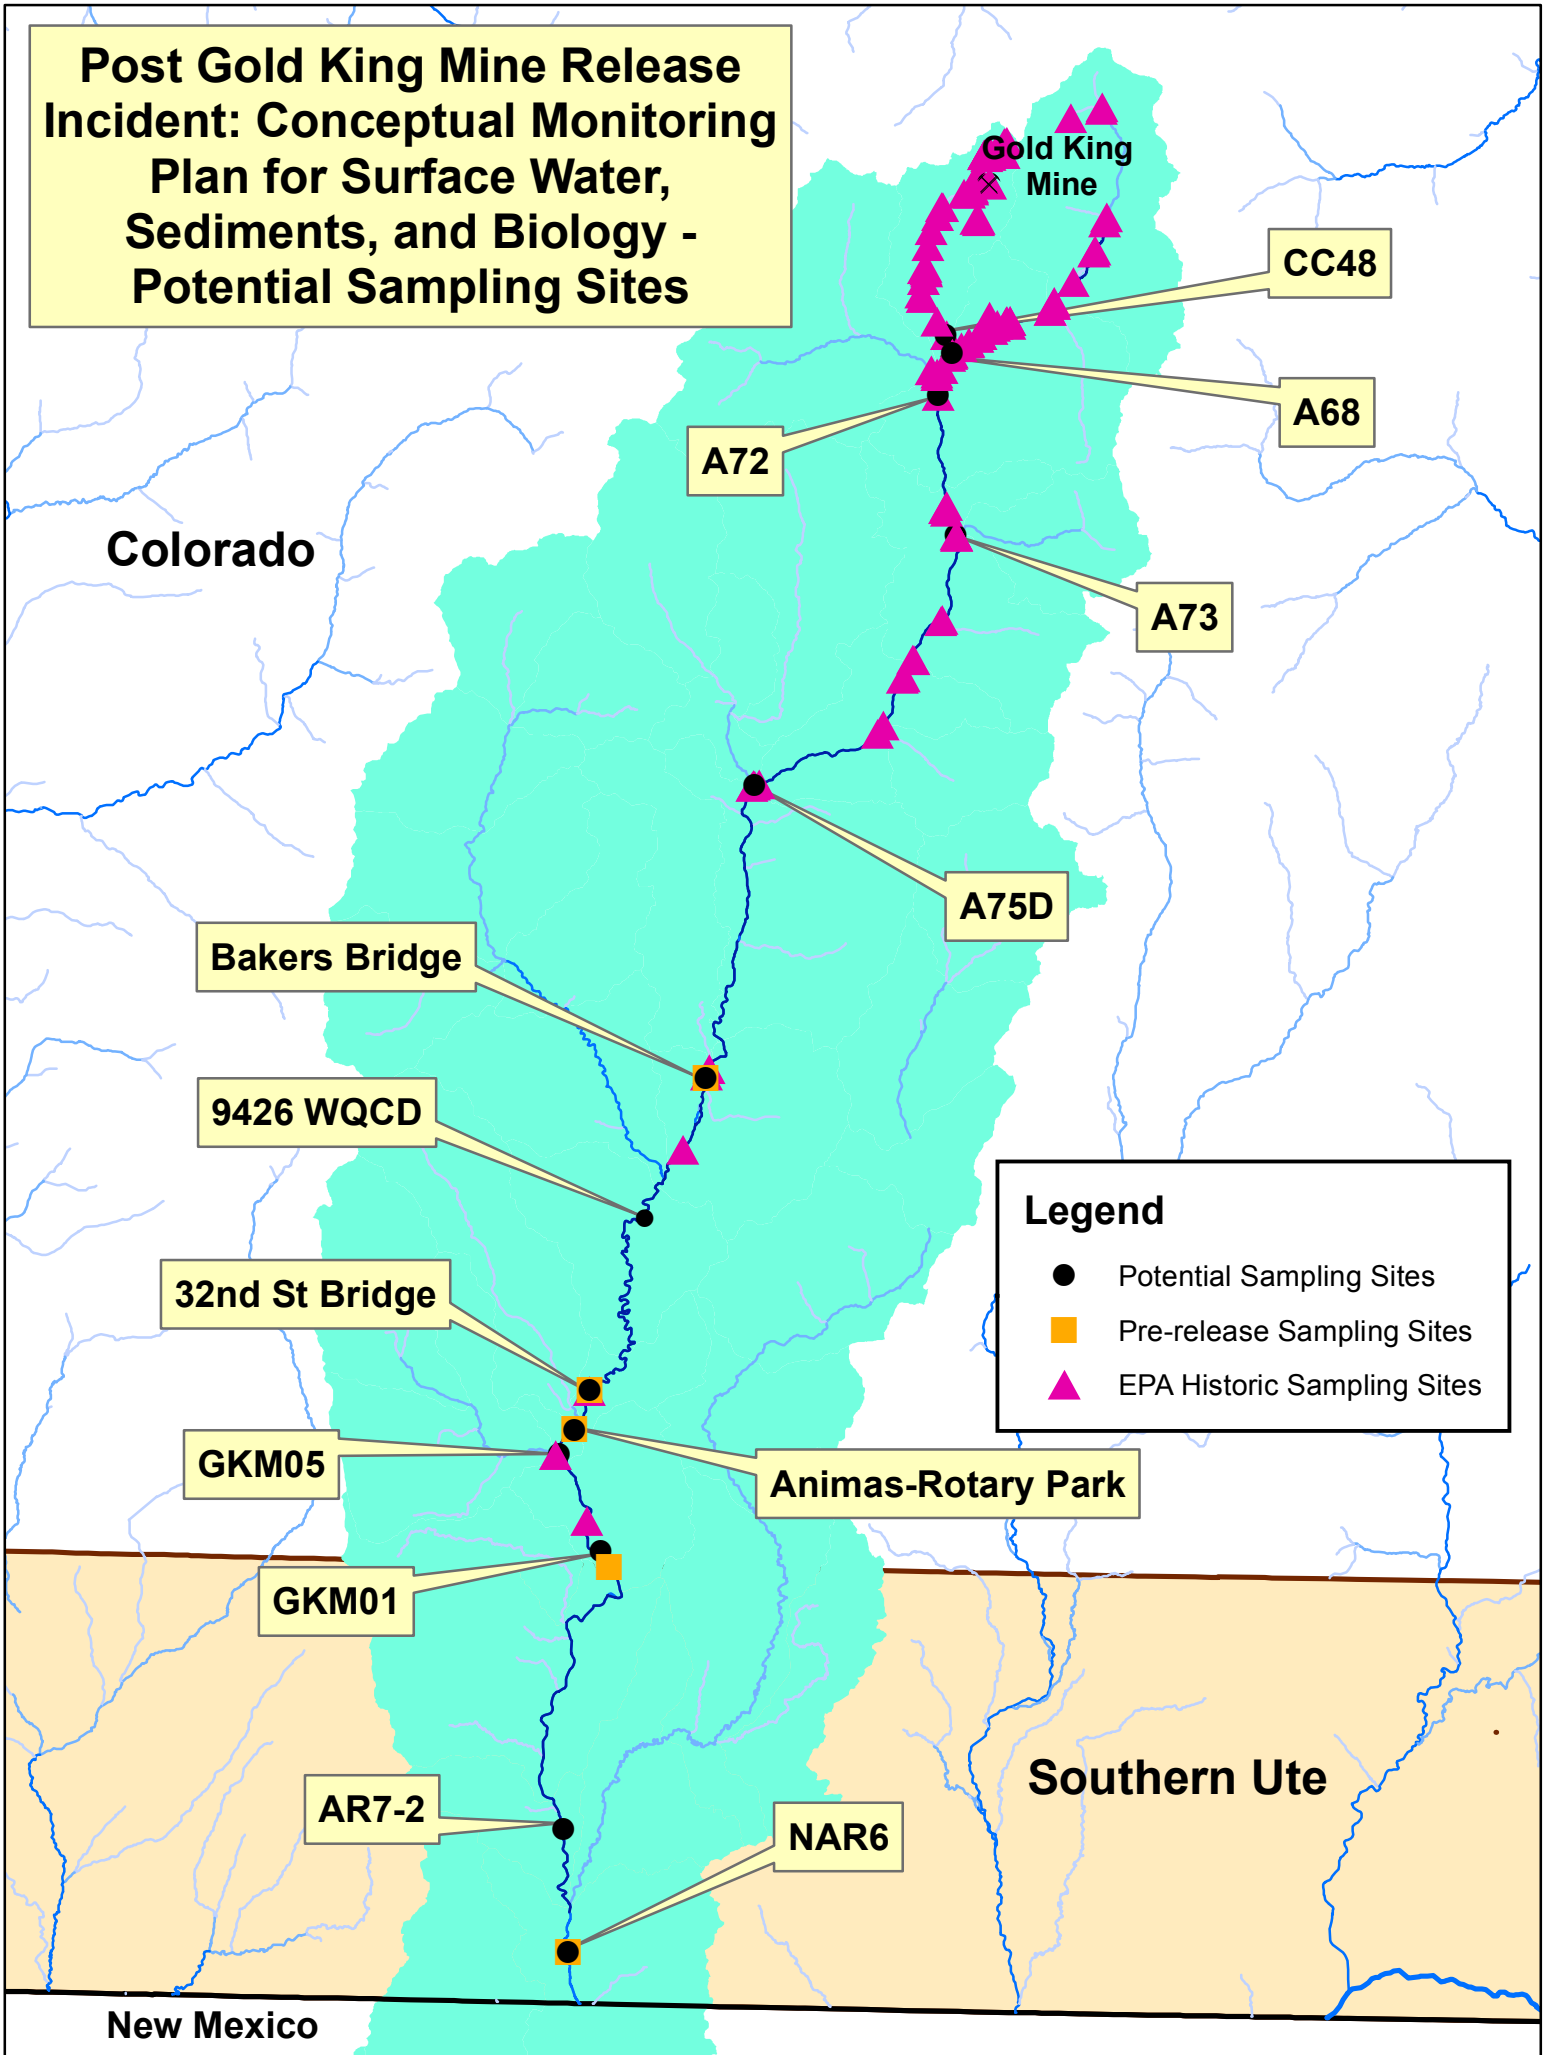 Post Gold King Mine Release
Incident: Conceptual Monitoring
Plan for Surface Water,
Sediments, and Biology -
Potential Sampling Sites
Gold King
Mine
CC48
A68
A72
Colorado
A73
A75D
Bakers Bridge
9426 WQCD
Legend
Potential Sampling Sites
Pre-release Sampling Sites
EPA Historic Sampling Sites
32nd St Bridge
GKM05
Animas-Rotary Park
GKM01
Southern Ute
AR7-2
NAR6
New Mexico